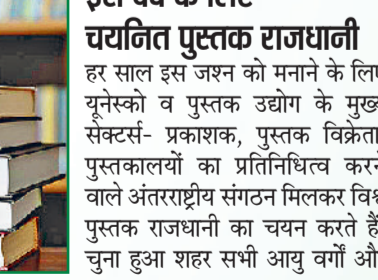 चयनित पुस्तक राजधानी
हर साल इस जश्न को मनाने के
यूनेस्को व पुस्तक उद्योग के
सेक्टर्स- प्रकाशक, पुस्तक
पुस्तकालयों का प्रतिनिधित्व
वाले अंतरराष्ट्रीय संगठन मिलकर
पुस्तक राजधानी का चयन करते हैं
चुना हुआ शहर सभी आयु वर्गों